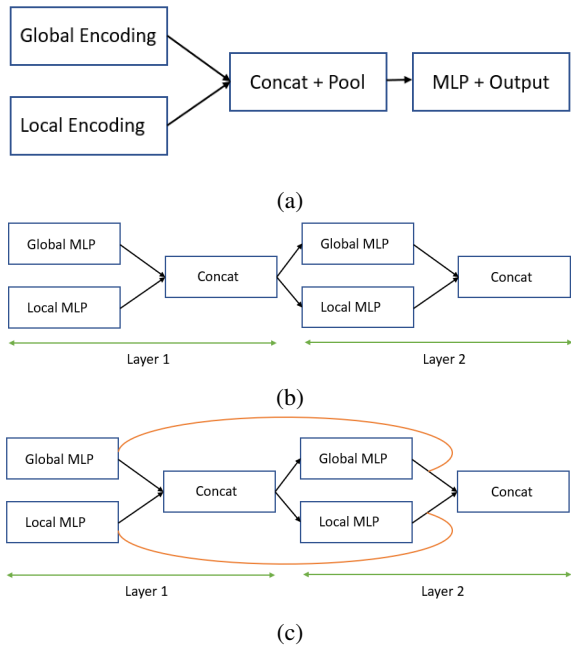 Global Encoding
Local Encoding
Concat + Pool
MLP + Output
(a)
Global MLP
Local MLP
Concat
Global MLP
Local MLP
Concat
Layer 1
Layer 2
(b)
Global MLP
Local MLP
Concat
Global MLP
Local MLP
Concat
Layer 1
Layer 2
(c)